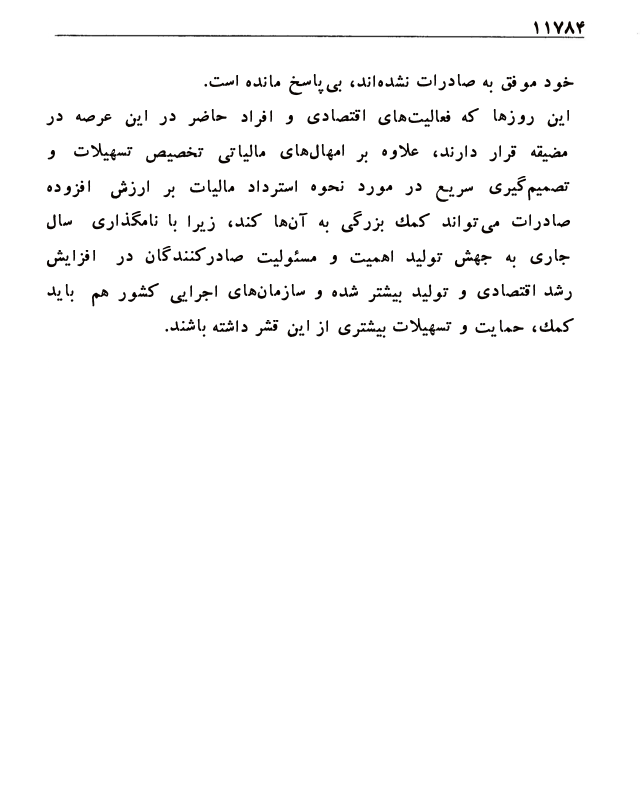 ۱۱۷۸۴
خود موفق به صادرات نشده‌اند، بی‌پاسخ مانده است.
این روزها که فعالیت‌های اقتصادی و افراد حاضر در این عرصه در
مضیقه قرار دارند، علاوه بر امهال‌های مالیاتی تخصیص تسهیلات و
تصمیم‌گیری سریع در مورد نحوه استرداد مالیات بر ارزش افزوده
صادرات می‌تواند کمك بزرگی به آن‌ها کند، زیرا با نامگذاری سال
جاری به جهش تولید اهمیت و مسئولیت صادرکنندگان در افزایش
رشد اقتصادی و تولید بیشتر شده و سازمان‌های اجرایی کشور هم باید
کمك، حمایت و تسهیلات بیشتری از این قشر داشته باشند.